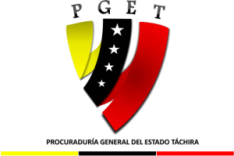 PGET
PROCURADURÍA GENERAL DEL ESTADO TÁCHIRA